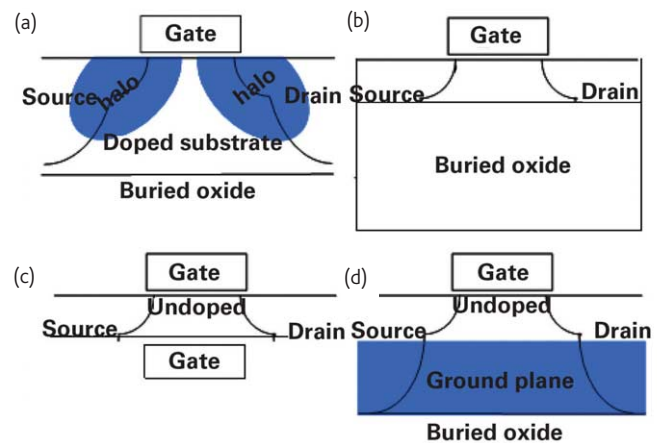 (a)
Gate
Source
halo
halo
Drain
Doped substrate
Buried oxide
(b)
Gate
Source
Drain
Buried oxide
(c)
Gate
Undoped
Source
Drain
Gate
(d)
Gate
Undoped
Source
Drain
Ground plane
Buried oxide